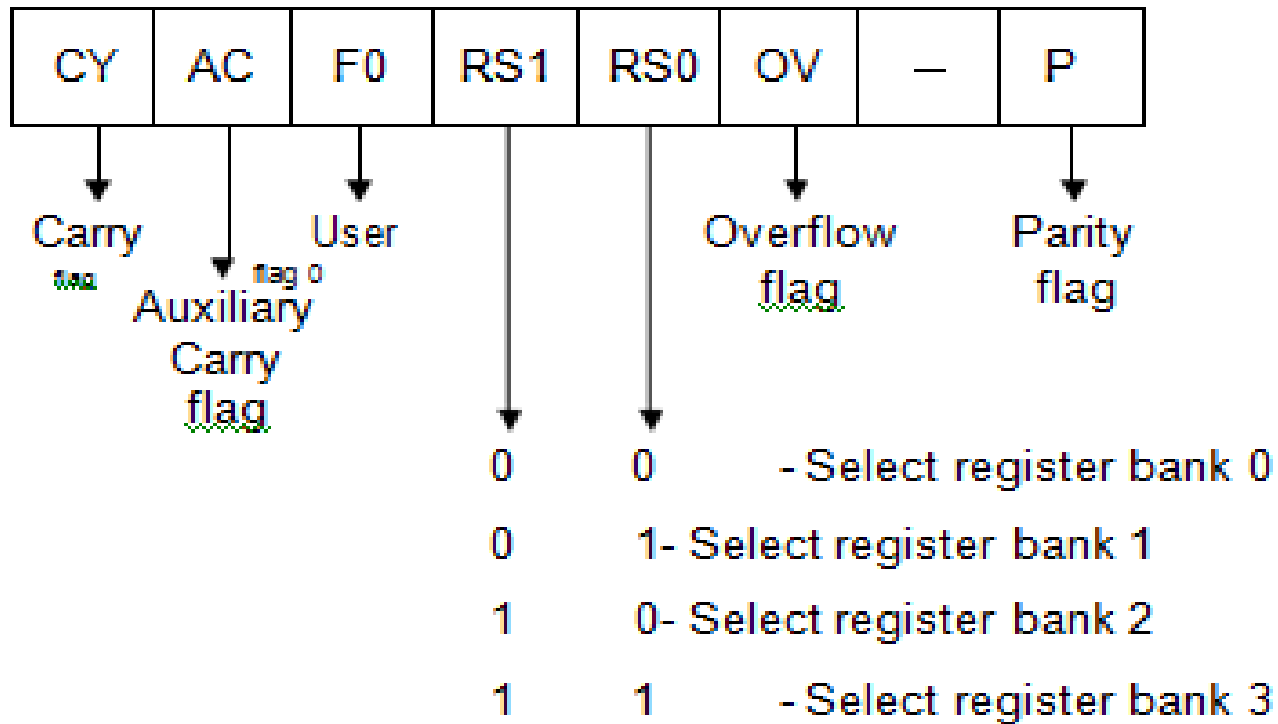 CY AC F0 RS1 RS0 OV – P
Carry
flag
Auxiliary
Carry
flag
User
flag 0
Overflow
flag
Parity
flag
0 0 - Select register bank 0
0 1- Select register bank 1
1 0- Select register bank 2
1 1 - Select register bank 3